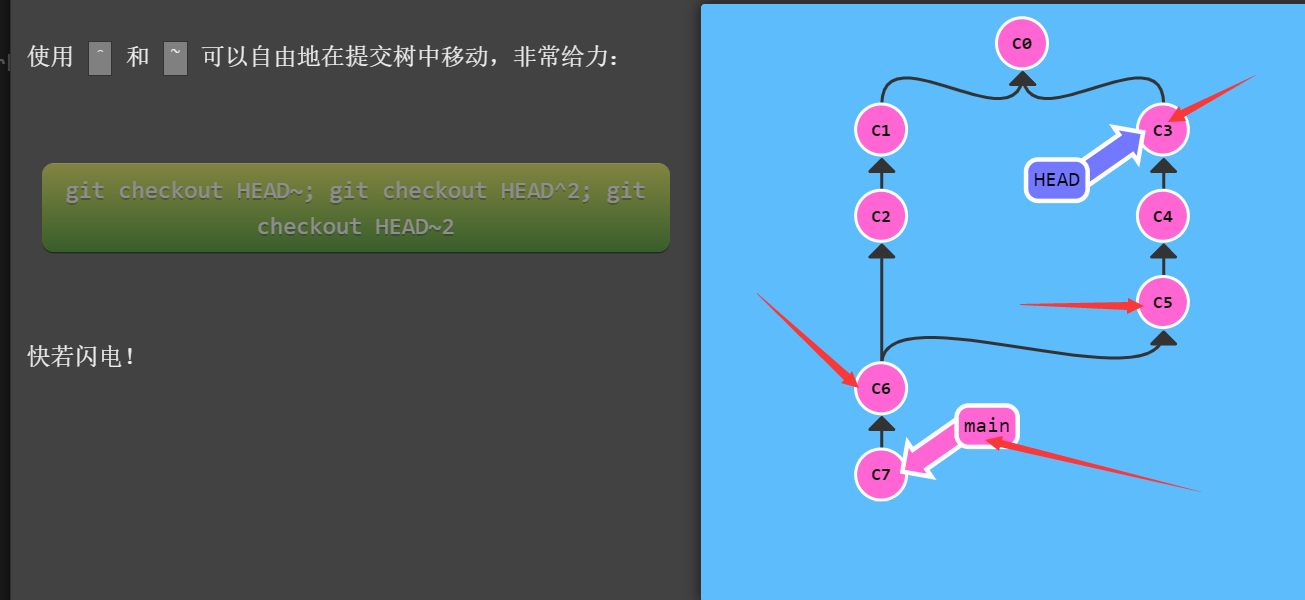 使用 ^ 和 ~ 可以自由地在提交树中移动，非常给力：
git checkout HEAD~; git checkout HEAD^2; git
checkout HEAD~2
快若闪电！
C0
C1
C3
HEAD
C2
C4
C5
C6
main
C7